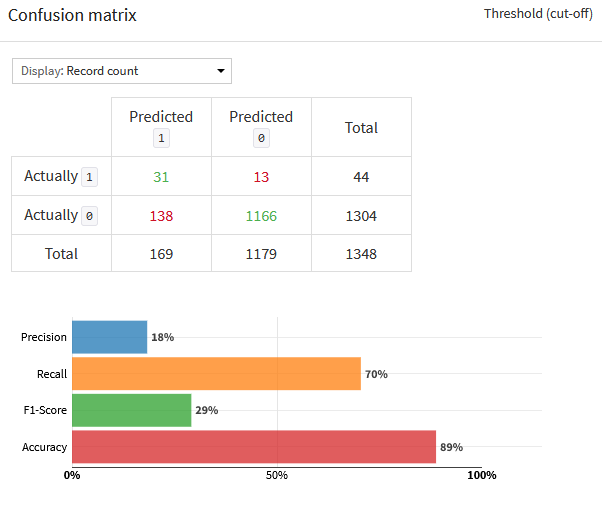 Confusion matrix
Threshold (cut-off)
Display: Record count
Predicted 1 Predicted 0 Total
Actually 1 31 13 44
Actually 0 138 1166 1304
Total 169 1179 1348
Precision 18%
Recall 70%
F1-Score 29%
Accuracy 89%
0% 50% 100%